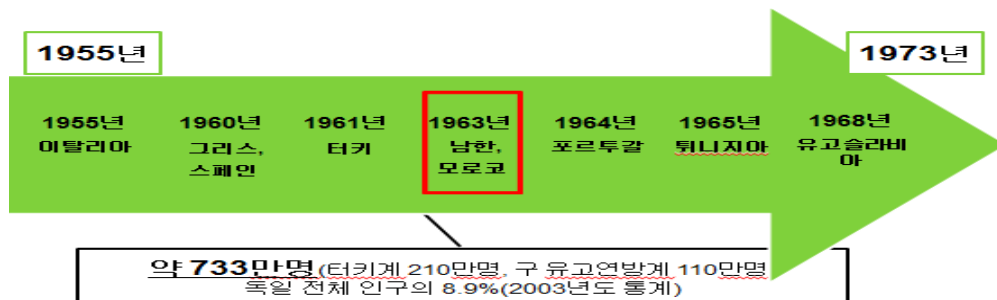 1955년
1973년
1955년
이탈리아
1960년
그리스,
스페인
1961년
터키
1963년
남한,
모로코
1964년
포르투갈
1965년
튀니지아
1968년
유고슬라비
아
약 733만명(터키계 210만명, 구 유고연방계 110만명
독일 전체 인구의 8.9%(2003년도 통계)